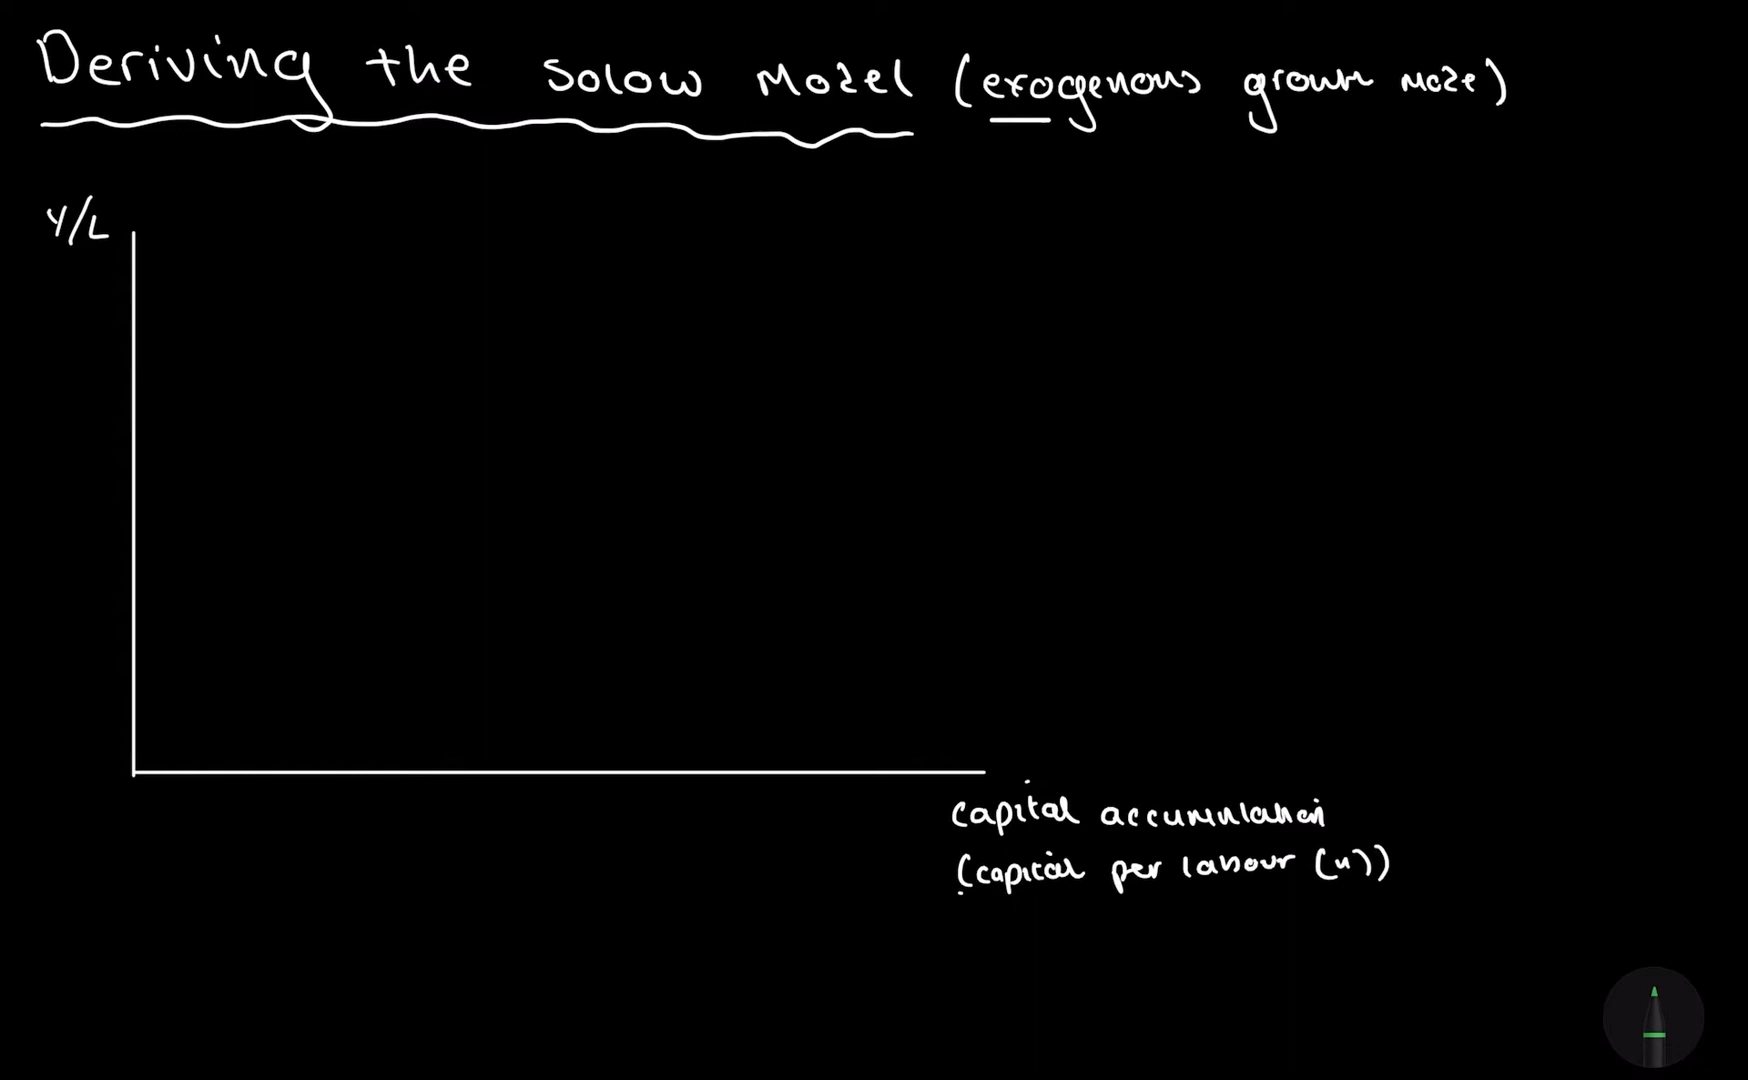 Deriving the Solow Model (exogenous growth model)
Y/L
capital accumulation
(capital per labour (k))